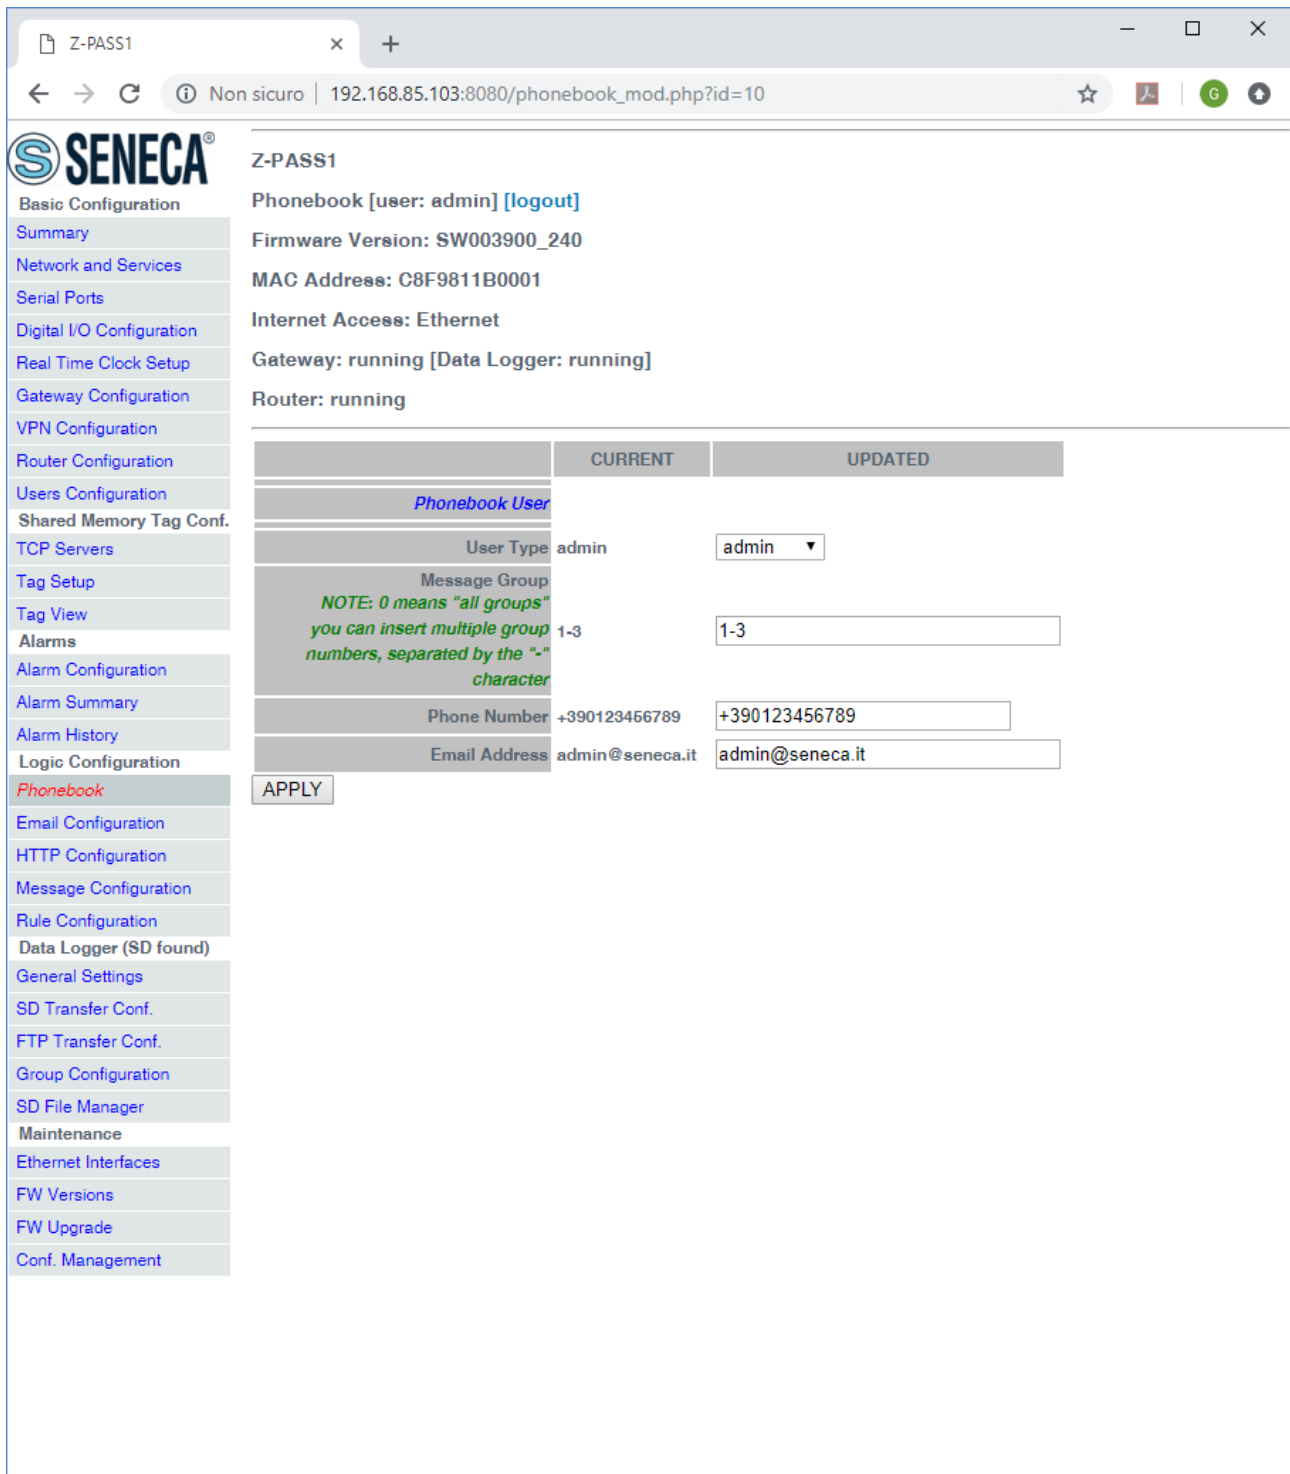 Z-PASS1
Non sicuro | 192.168.85.103:8080/phonebook_mod.php?id=10
G
SENECA®
Basic Configuration
Summary
Network and Services
Serial Ports
Digital I/O Configuration
Real Time Clock Setup
Gateway Configuration
VPN Configuration
Router Configuration
Users Configuration
Shared Memory Tag Conf.
TCP Servers
Tag Setup
Tag View
Alarms
Alarm Configuration
Alarm Summary
Alarm History
Logic Configuration
Phonebook
Email Configuration
HTTP Configuration
Message Configuration
Rule Configuration
Data Logger (SD found)
General Settings
SD Transfer Conf.
FTP Transfer Conf.
Group Configuration
SD File Manager
Maintenance
Ethernet Interfaces
FW Versions
FW Upgrade
Conf. Management
Z-PASS1
Phonebook [user: admin] [logout]
Firmware Version: SW003900_240
MAC Address: C8F9811B0001
Internet Access: Ethernet
Gateway: running [Data Logger: running]
Router: running
CURRENT UPDATED
Phonebook User
User Type admin admin
Message Group
NOTE: 0 means "all groups"
you can insert multiple group 1-3 1-3
numbers, separated by the "-"
character
Phone Number +390123456789 +390123456789
Email Address admin@seneca.it admin@seneca.it
APPLY